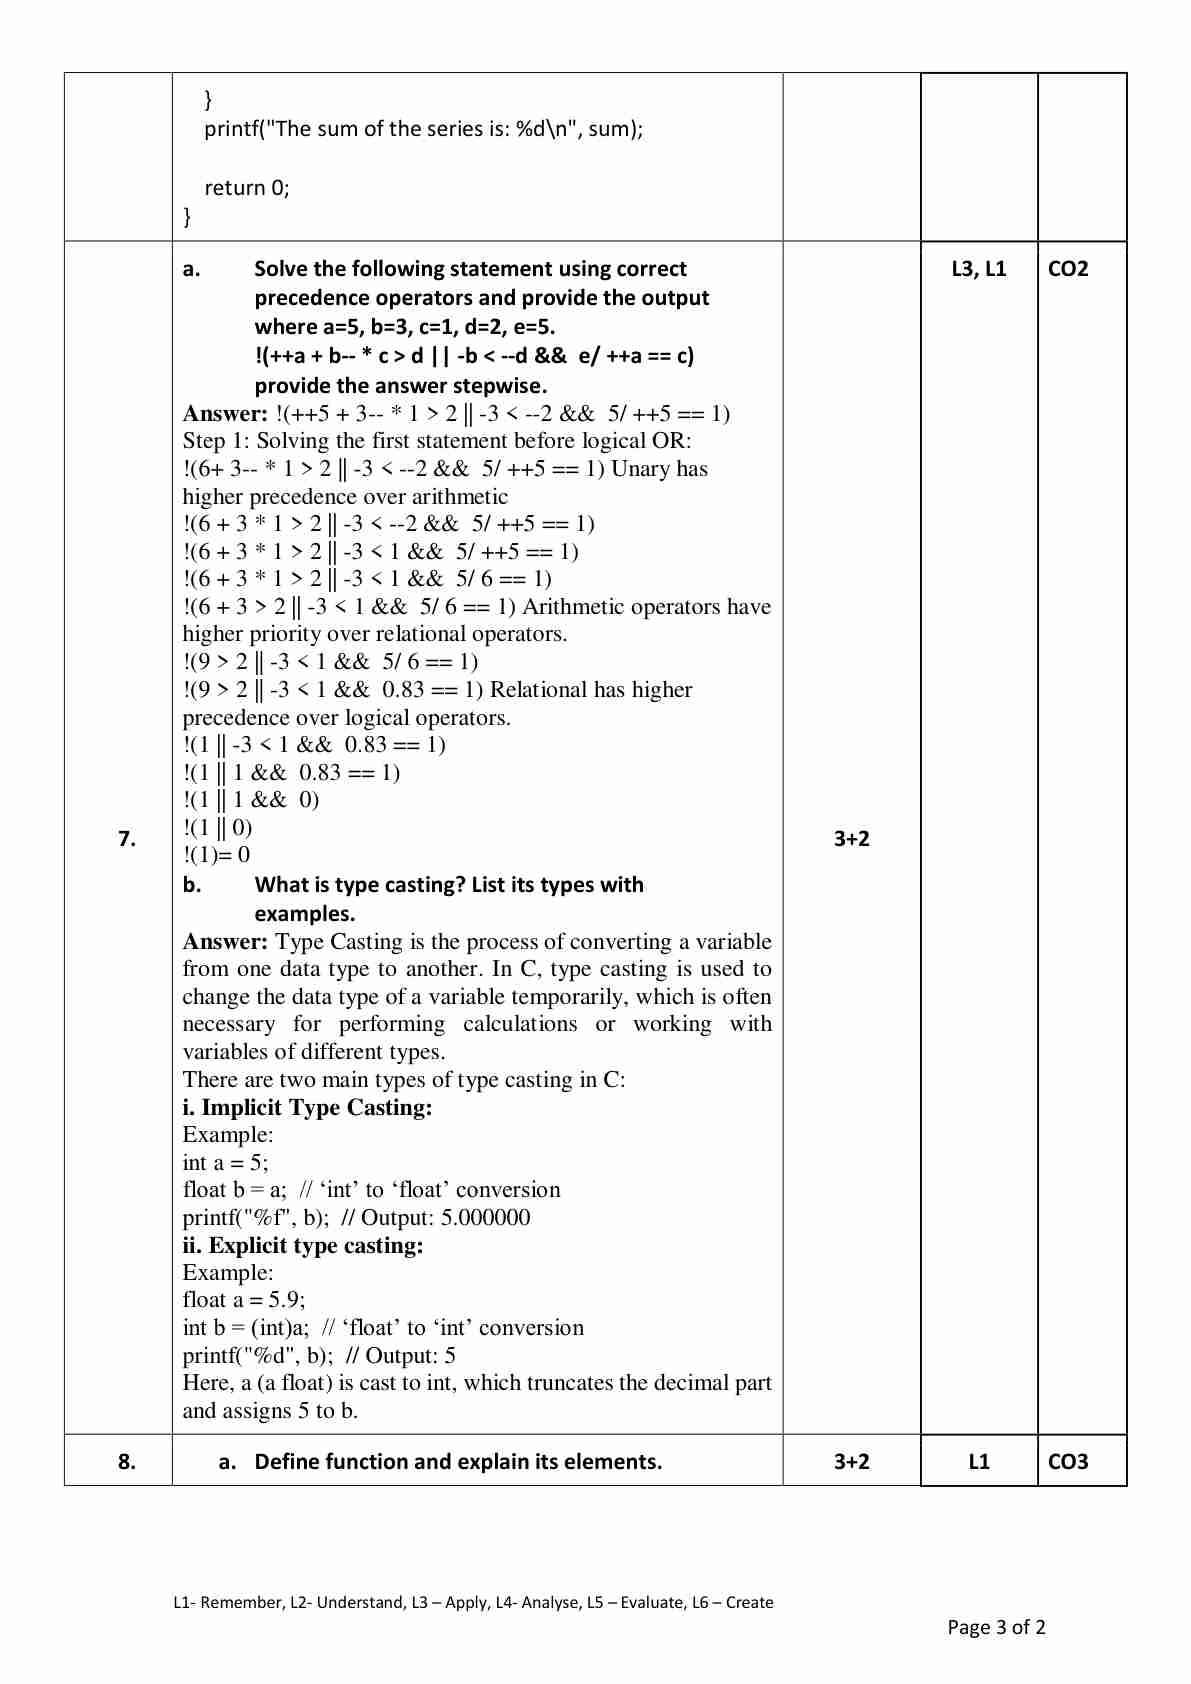 }
printf("The sum of the series is: %d\n", sum);
return 0;
}
7.
a. Solve the following statement using correct
precedence operators and provide the output
where a=5, b=3, c=1, d=2, e=5.
!(++a + b-- * c > d || -b < --d &&  e/ ++a == c)
provide the answer stepwise.
Answer: !(++5 + 3-- * 1 > 2 || -3 < --2 &&  5/ ++5 == 1)
Step 1: Solving the first statement before logical OR:
!(6+ 3-- * 1 > 2 || -3 < --2 &&  5/ ++5 == 1) Unary has
higher precedence over arithmetic
!(6 + 3 * 1 > 2 || -3 < --2 &&  5/ ++5 == 1)
!(6 + 3 * 1 > 2 || -3 < 1 &&  5/ ++5 == 1)
!(6 + 3 * 1 > 2 || -3 < 1 &&  5/ 6 == 1)
!(6 + 3 > 2 || -3 < 1 &&  5/ 6 == 1) Arithmetic operators have
higher priority over relational operators.
!(9 > 2 || -3 < 1 &&  5/ 6 == 1)
!(9 > 2 || -3 < 1 &&  0.83 == 1) Relational has higher
precedence over logical operators.
!(1 || -3 < 1 &&  0.83 == 1)
!(1 || 1 &&  0.83 == 1)
!(1 || 1 &&  0)
!(1 || 0)
!(1)= 0
b. What is type casting? List its types with
examples.
Answer: Type Casting is the process of converting a variable
from one data type to another. In C, type casting is used to
change the data type of a variable temporarily, which is often
necessary for performing calculations or working with
variables of different types.
There are two main types of type casting in C:
i. Implicit Type Casting:
Example:
int a = 5;
float b = a;  // ‘int’ to ‘float’ conversion
printf("%f", b);  // Output: 5.000000
ii. Explicit type casting:
Example:
float a = 5.9;
int b = (int)a;  // ‘float’ to ‘int’ conversion
printf("%d", b);  // Output: 5
Here, a (a float) is cast to int, which truncates the decimal part
and assigns 5 to b.
3+2
L3, L1
CO2
8.
a. Define function and explain its elements.
3+2
L1
CO3
L1- Remember, L2- Understand, L3 – Apply, L4- Analyse, L5 – Evaluate, L6 – Create
Page 3 of 2